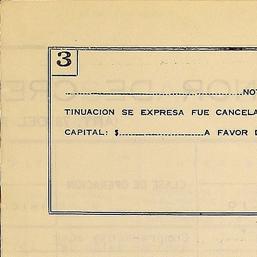 3
NOT
TINUACION SE EXPRESA FUE CANCELA
CAPITAL: $ A FAVOR D